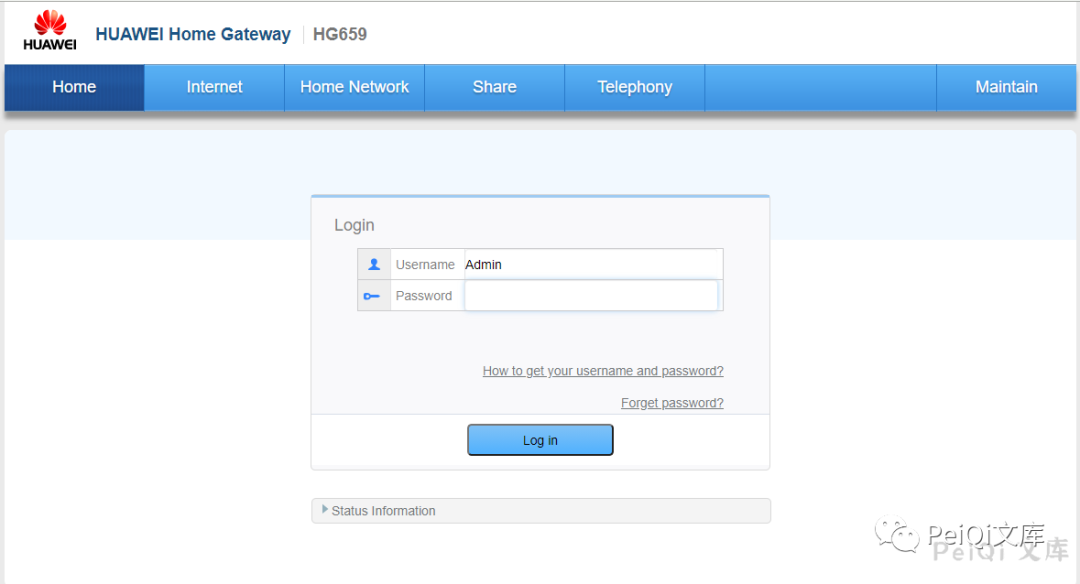 HUAWEI
HUAWEI Home Gateway HG659
Home Internet Home Network Share Telephony Maintain
Login
Username Admin
Password
How to get your username and password?
Forget password?
Log in
Status Information
PeiQi文库
PeiQi 文库